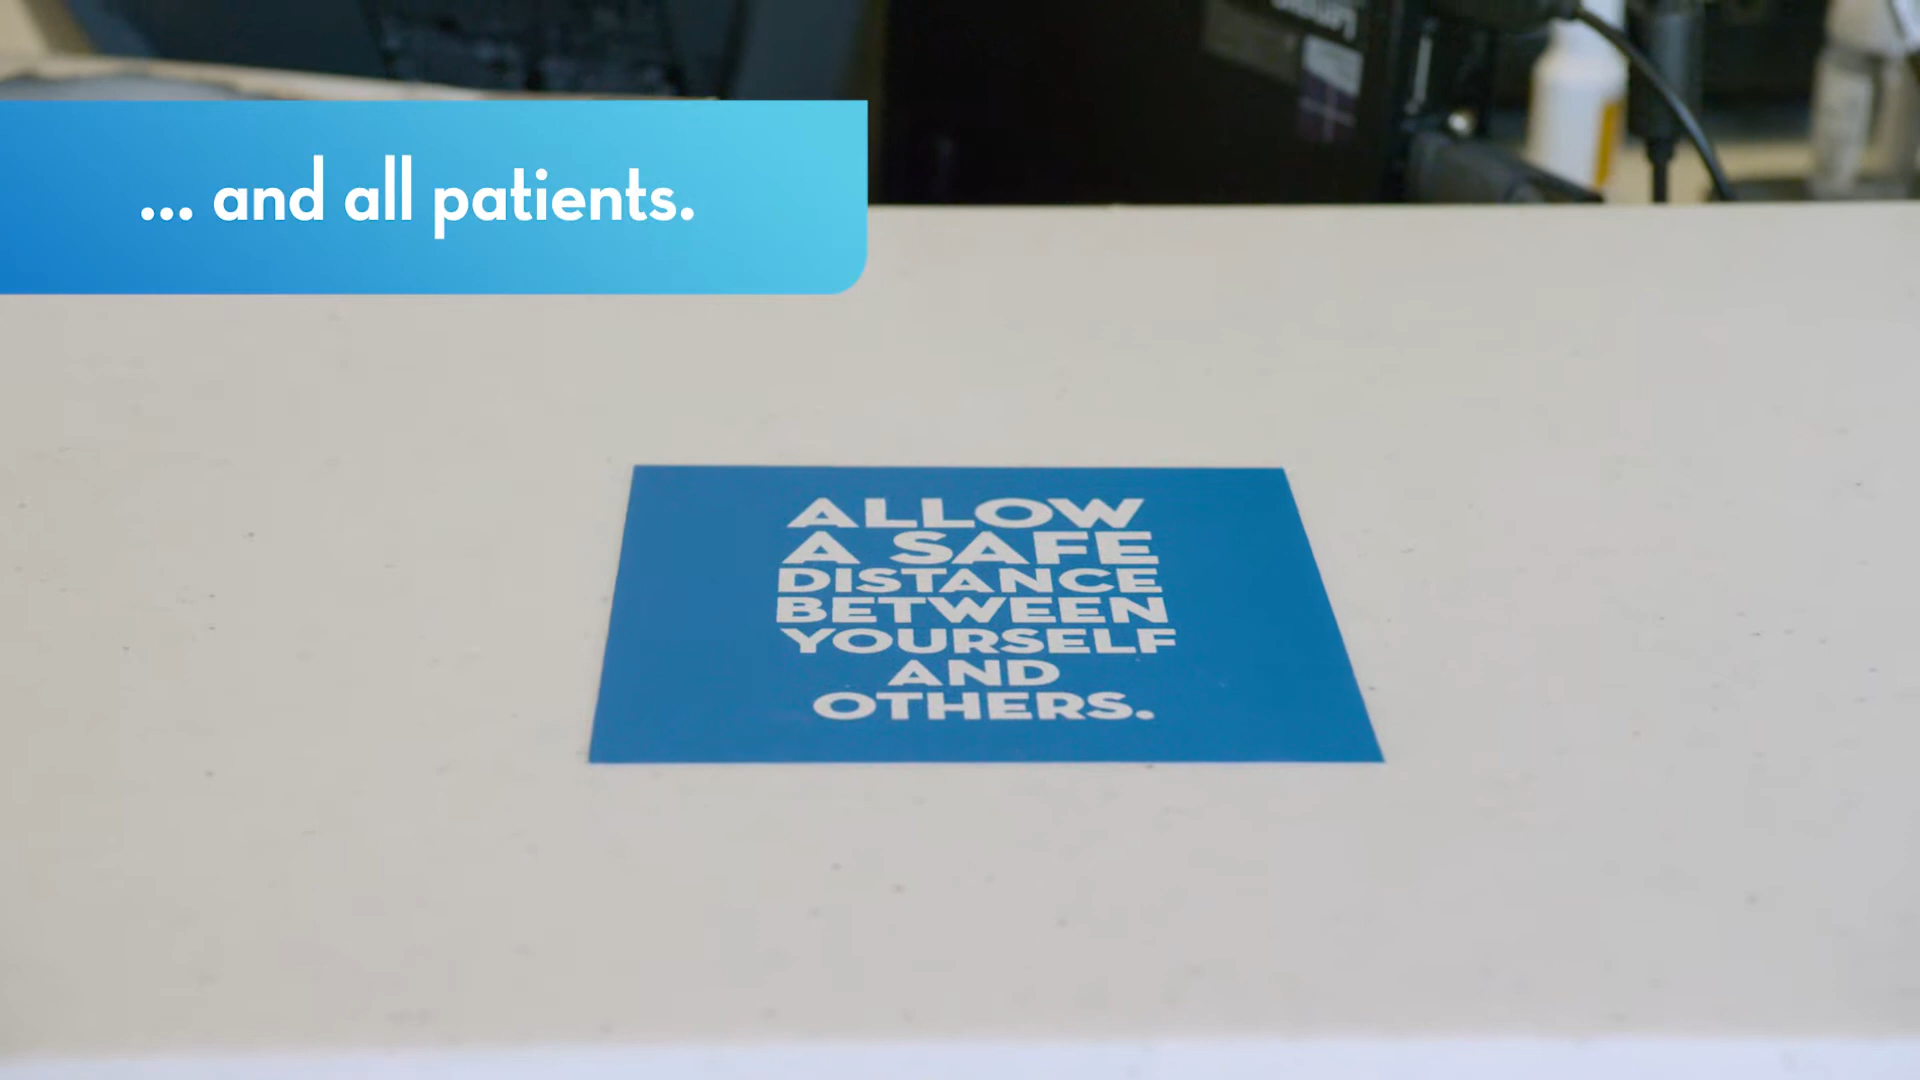 ... and all patients.
ALLOW
A SAFE
DISTANCE
BETWEEN
YOURSELF
AND
OTHERS.